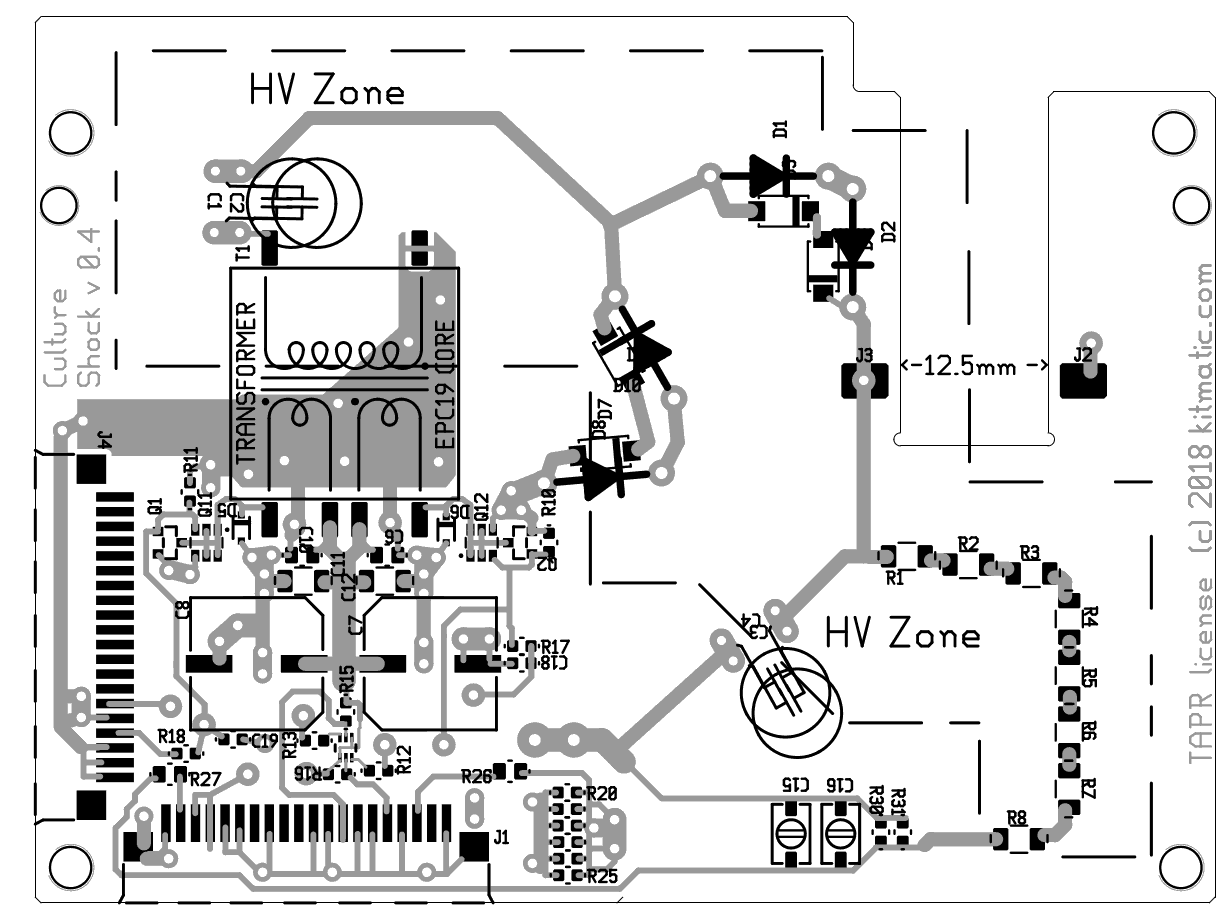 HV Zone
D1
C1
C2
T1
D2
Culture
Shock v 0.4
TRANSFORMER
EPC19 CORE
D10
J3
-12.5mm
J2
D7
D8
J4
R11
Q1
Q11
D5
D6
Q12
R10
Q2
C10
C9
C11
C12
R1
R2
R3
C8
C7
C4
C3
HV Zone
R4
R17
C18
R15
R5
R6
R7
R18
C19
R13
R16
R12
R27
R26
R20
C15
C16
R30
R31
R8
J1
R25
TAPR license (c) 2018 kitmatic.com